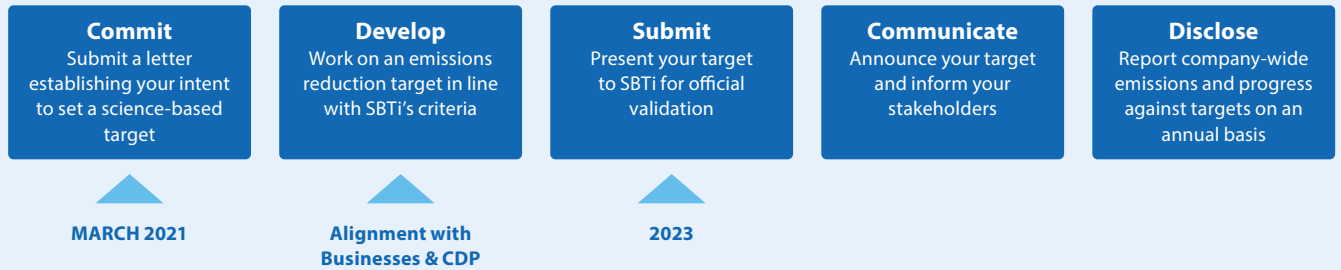 Commit
Submit a letter
establishing your intent
to set a science-based
target
Develop
Work on an emissions
reduction target in line
with SBTi's criteria
Submit
Present your target
to SBTi for official
validation
Communicate
Announce your target
and inform your
stakeholders
Disclose
Report company-wide
emissions and progress
against targets on an
annual basis
MARCH 2021
Alignment with
Businesses & CDP
2023